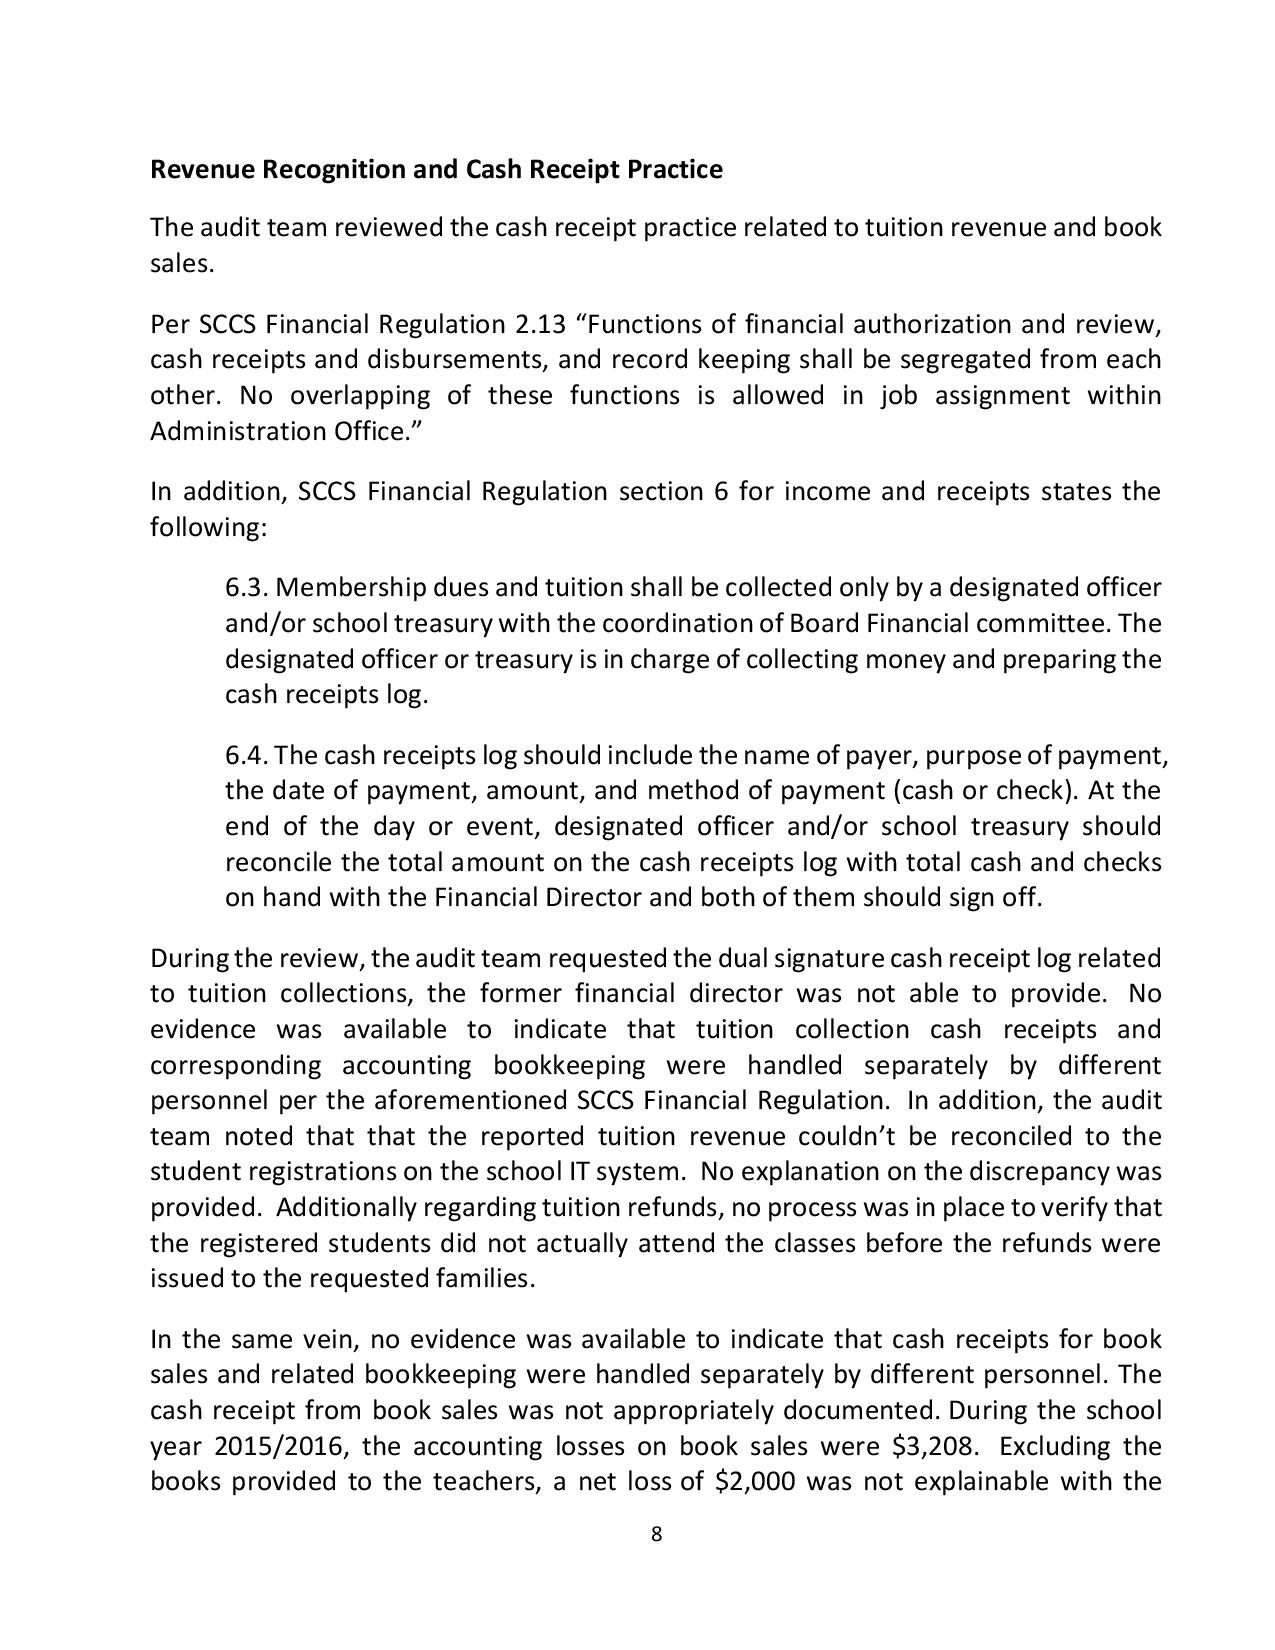 Revenue Recognition and Cash Receipt Practice
The audit team reviewed the cash receipt practice related to tuition revenue and book
sales.
Per SCCS Financial Regulation 2.13 “Functions of financial authorization and review,
cash receipts and disbursements, and record keeping shall be segregated from each
other. No overlapping of these functions is allowed in job assignment within
Administration Office.”
In addition, SCCS Financial Regulation section 6 for income and receipts states the
following:
6.3. Membership dues and tuition shall be collected only by a designated officer
and/or school treasury with the coordination of Board Financial committee. The
designated officer or treasury is in charge of collecting money and preparing the
cash receipts log.
6.4. The cash receipts log should include the name of payer, purpose of payment,
the date of payment, amount, and method of payment (cash or check). At the
end of the day or event, designated officer and/or school treasury should
reconcile the total amount on the cash receipts log with total cash and checks
on hand with the Financial Director and both of them should sign off.
During the review, the audit team requested the dual signature cash receipt log related
to tuition collections, the former financial director was not able to provide. No
evidence was available to indicate that tuition collection cash receipts and
corresponding accounting bookkeeping were handled separately by different
personnel per the aforementioned SCCS Financial Regulation. In addition, the audit
team noted that that the reported tuition revenue couldn’t be reconciled to the
student registrations on the school IT system. No explanation on the discrepancy was
provided. Additionally regarding tuition refunds, no process was in place to verify that
the registered students did not actually attend the classes before the refunds were
issued to the requested families.
In the same vein, no evidence was available to indicate that cash receipts for book
sales and related bookkeeping were handled separately by different personnel. The
cash receipt from book sales was not appropriately documented. During the school
year 2015/2016, the accounting losses on book sales were $3,208. Excluding the
books provided to the teachers, a net loss of $2,000 was not explainable with the
8